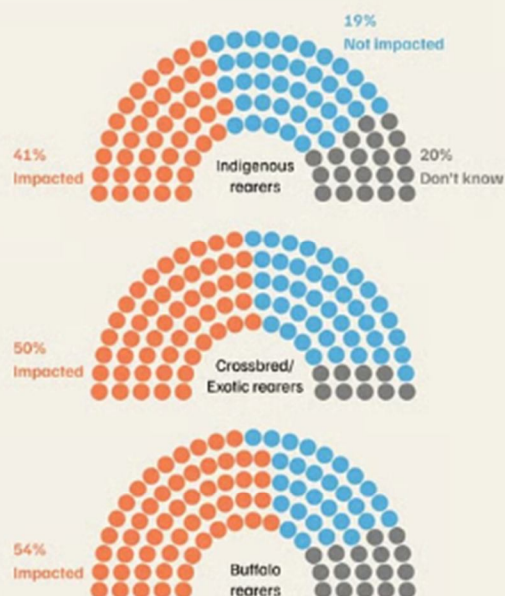 19%
Not impacted
41%
Impacted
20%
Don't know
Indigenous
rearers
50%
Impacted
Crossbred/
Exotic rearers
54%
Impacted
Buffalo
rearers